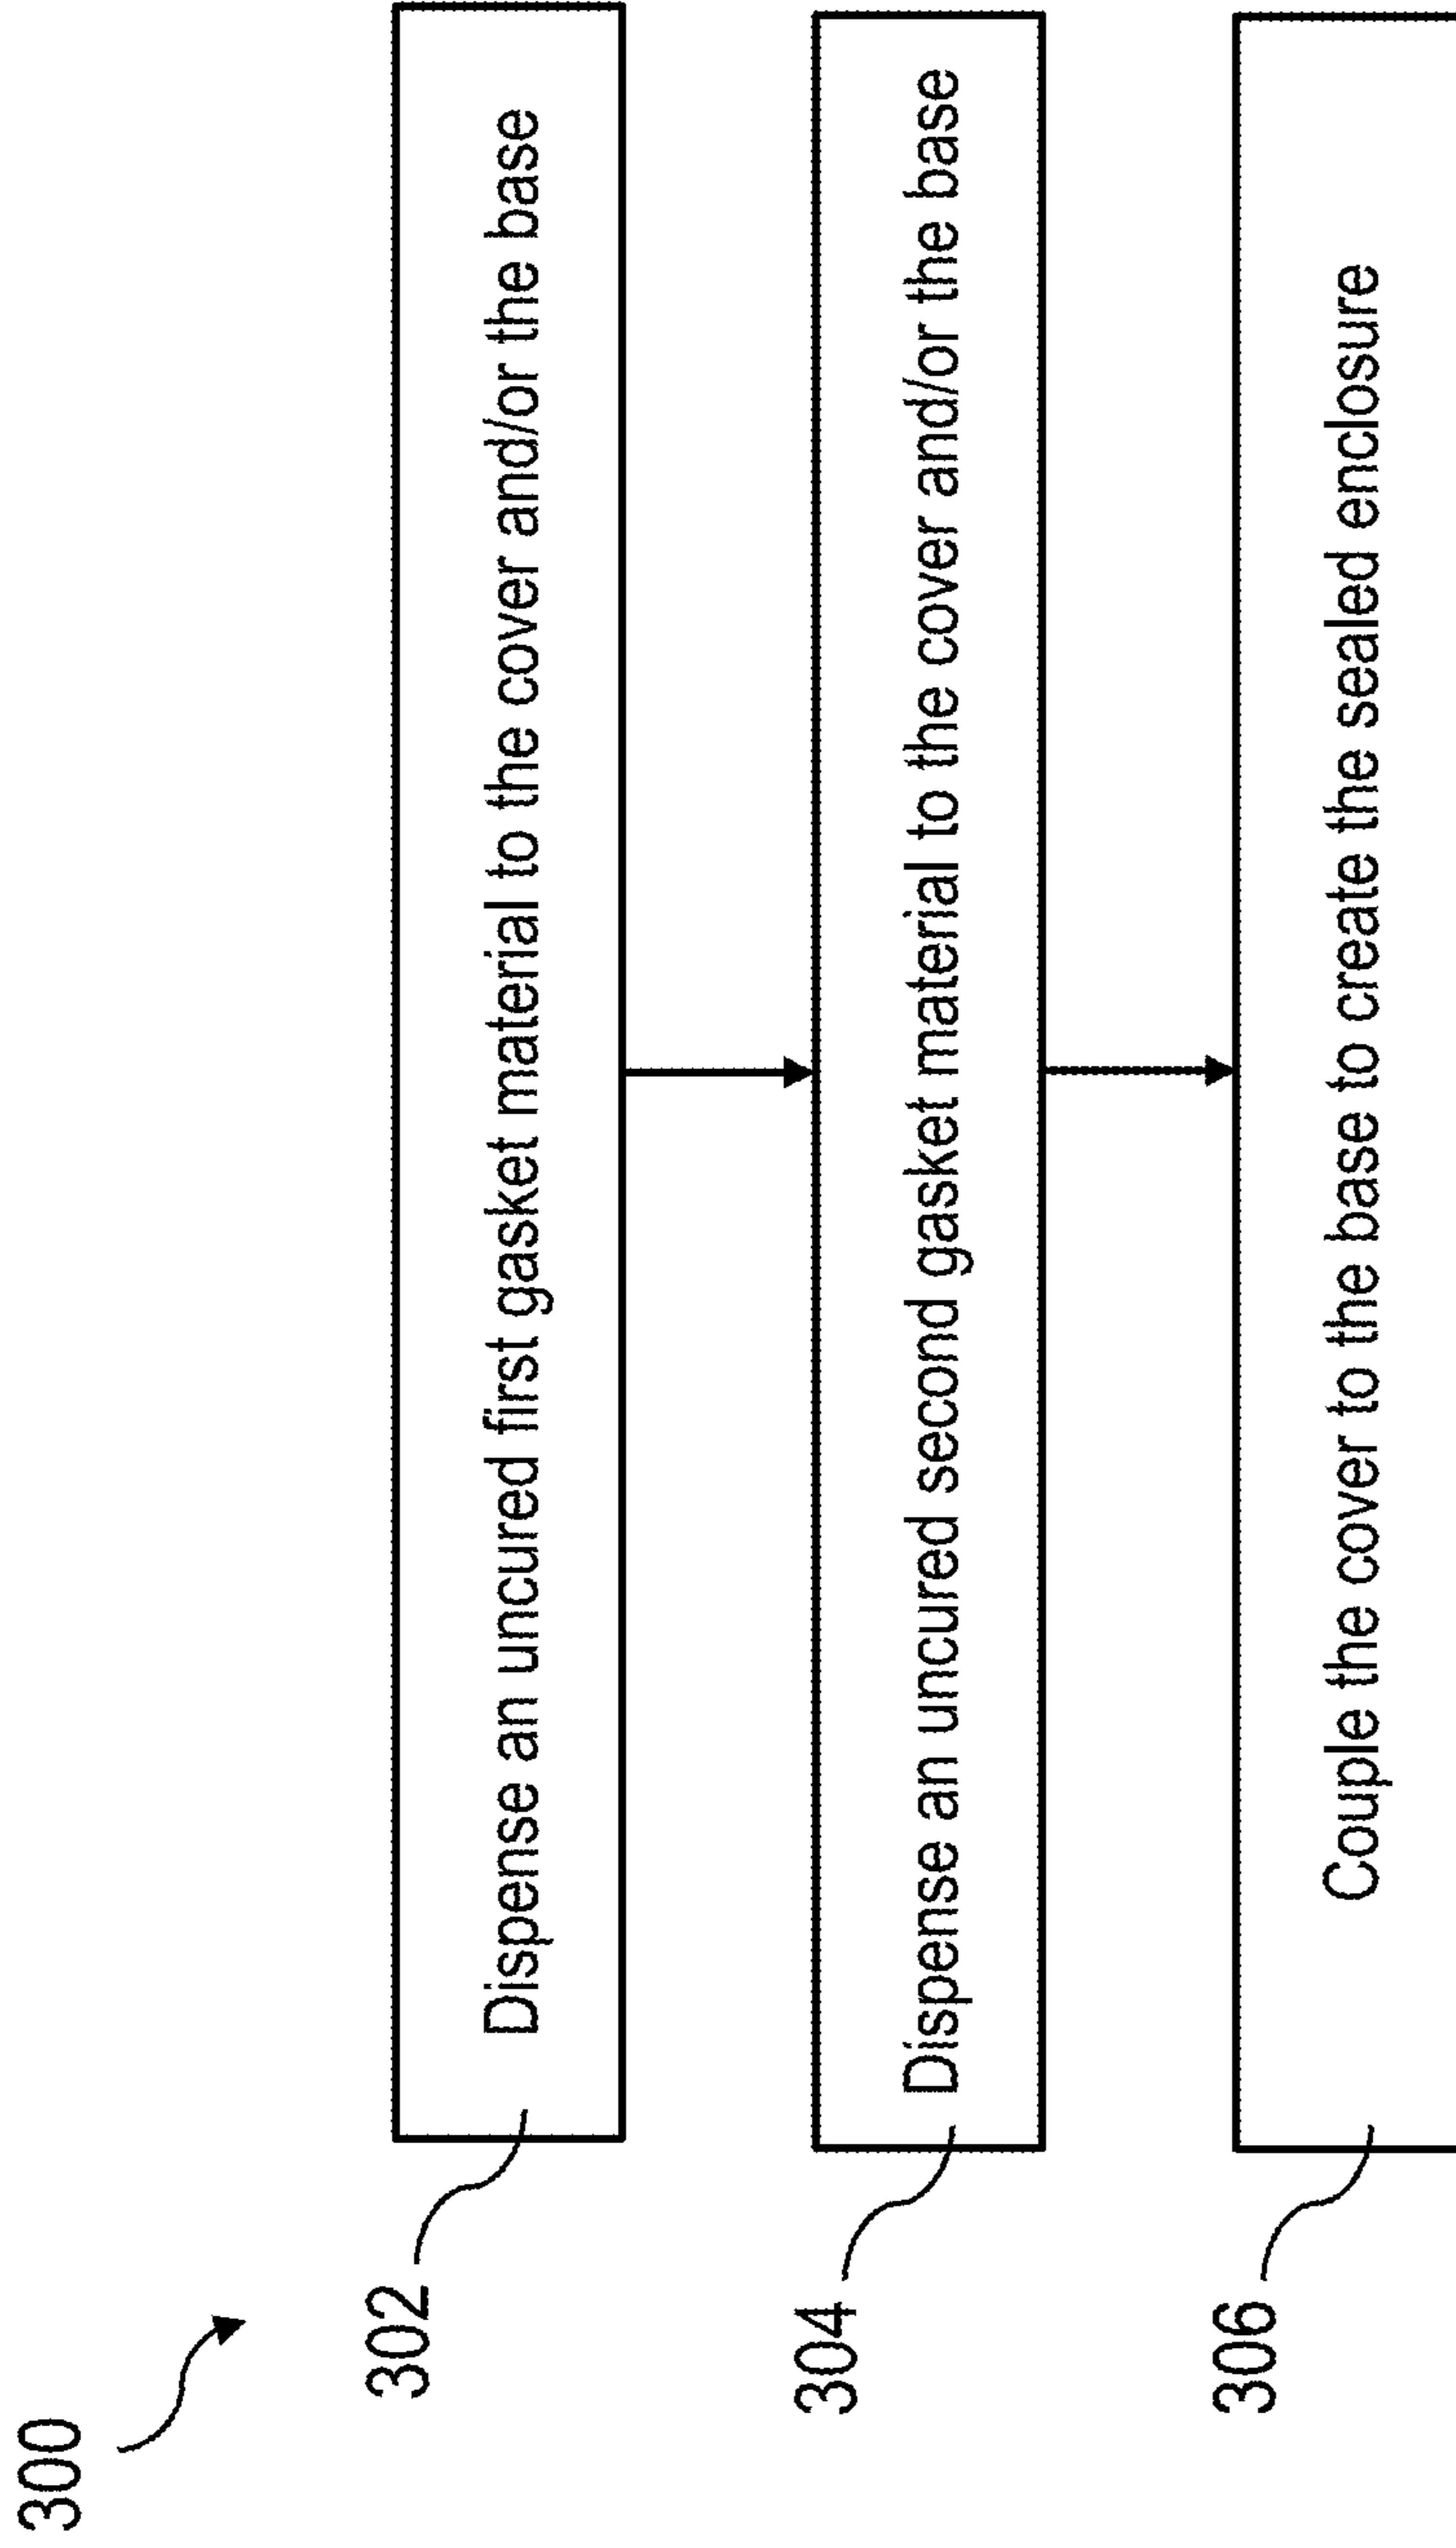 300
302
Dispense an uncured first gasket material to the cover and/or the base
304
Dispense an uncured second gasket material to the cover and/or the base
306
Couple the cover to the base to create the sealed enclosure